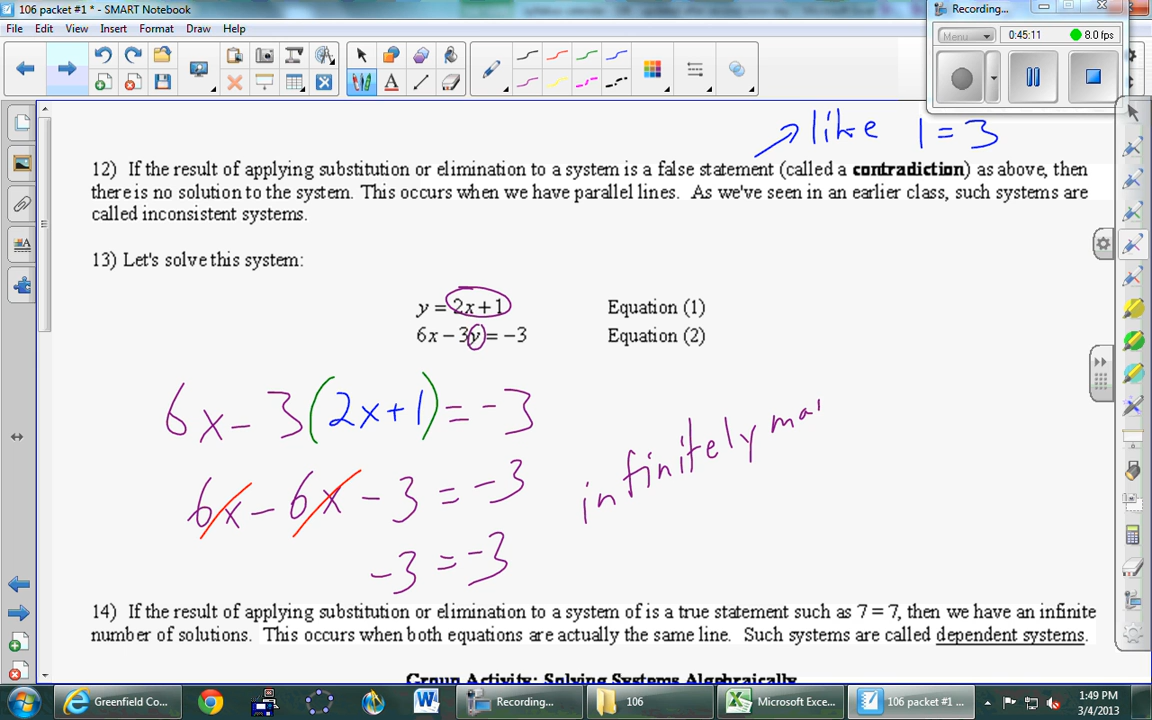 106 packet #1 * - SMART Notebook
Recording...
File Edit View Insert Format Draw Help
Menu
0:45:11
8.0 fps
like 1 = 3
12) If the result of applying substitution or elimination to a system is a false statement (called a contradiction) as above, then
there is no solution to the system. This occurs when we have parallel lines. As we've seen in an earlier class, such systems are
called inconsistent systems.
13) Let's solve this system:
y = 2x + 1 Equation (1)
6x − 3y = −3 Equation (2)
6x − 3(2x+1) = −3
6x − 6x − 3 = −3
infinitely ma
−3 = −3
14) If the result of applying substitution or elimination to a system of is a true statement such as 7 = 7, then we have an infinite
number of solutions. This occurs when both equations are actually the same line. Such systems are called dependent systems.
Group Activity: Solving Systems Algebraically
Greenfield Co...
Recording...
106
Microsoft Exce...
106 packet #1 ...
1:49 PM
3/4/2013